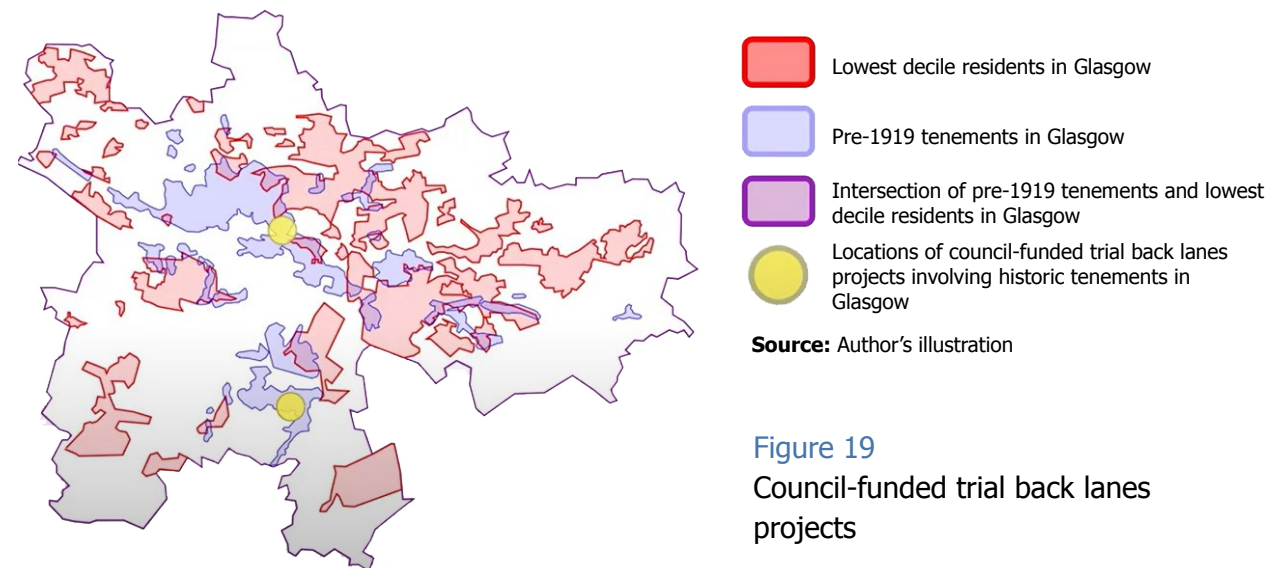 Lowest decile residents in Glasgow
Pre-1919 tenements in Glasgow
Intersection of pre-1919 tenements and lowest
decile residents in Glasgow
Locations of council-funded trial back lanes
projects involving historic tenements in
Glasgow
Source: Author’s illustration
Figure 19
Council-funded trial back lanes
projects